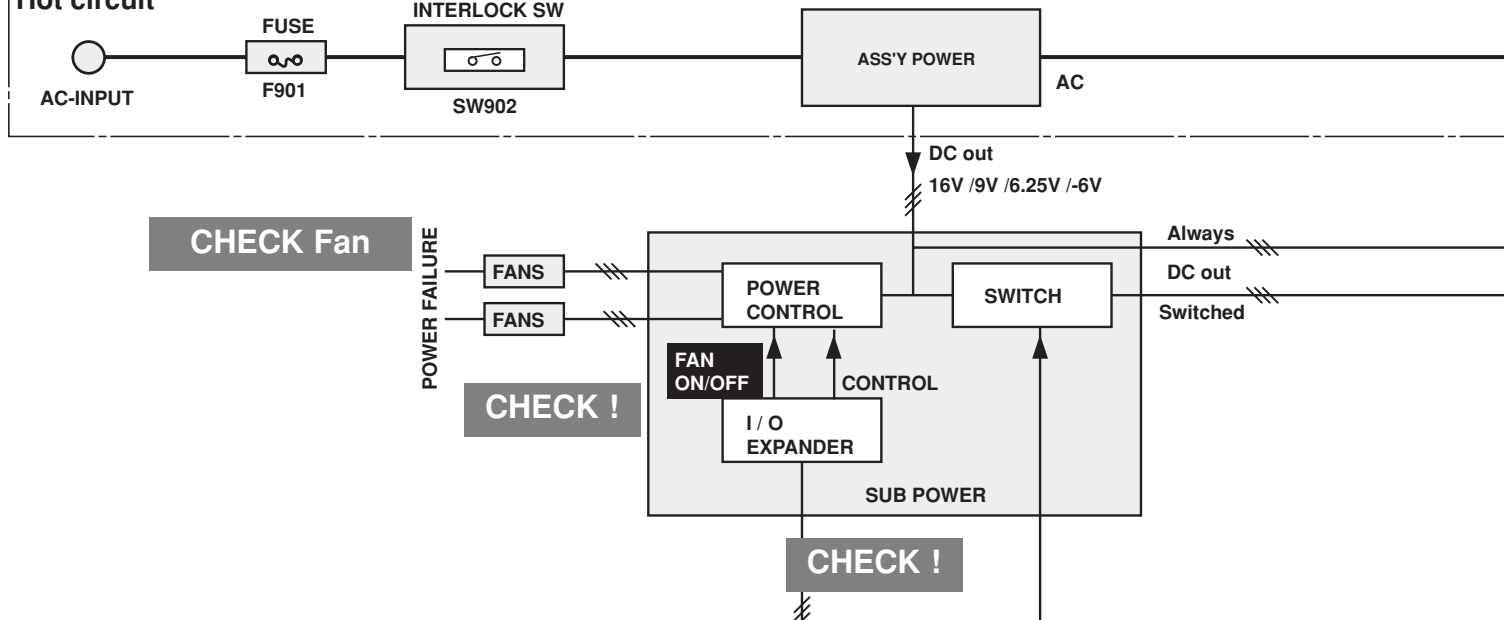 Hot circuit
INTERLOCK SW
FUSE
ASS'Y POWER
AC-INPUT
F901
SW902
AC
DC out
16V /9V /6.25V /-6V
CHECK Fan
POWER FAILURE
Always
FANS
POWER
CONTROL
SWITCH
DC out
FANS
Switched
FAN
ON/OFF
CONTROL
CHECK !
I / O
EXPANDER
SUB POWER
CHECK !